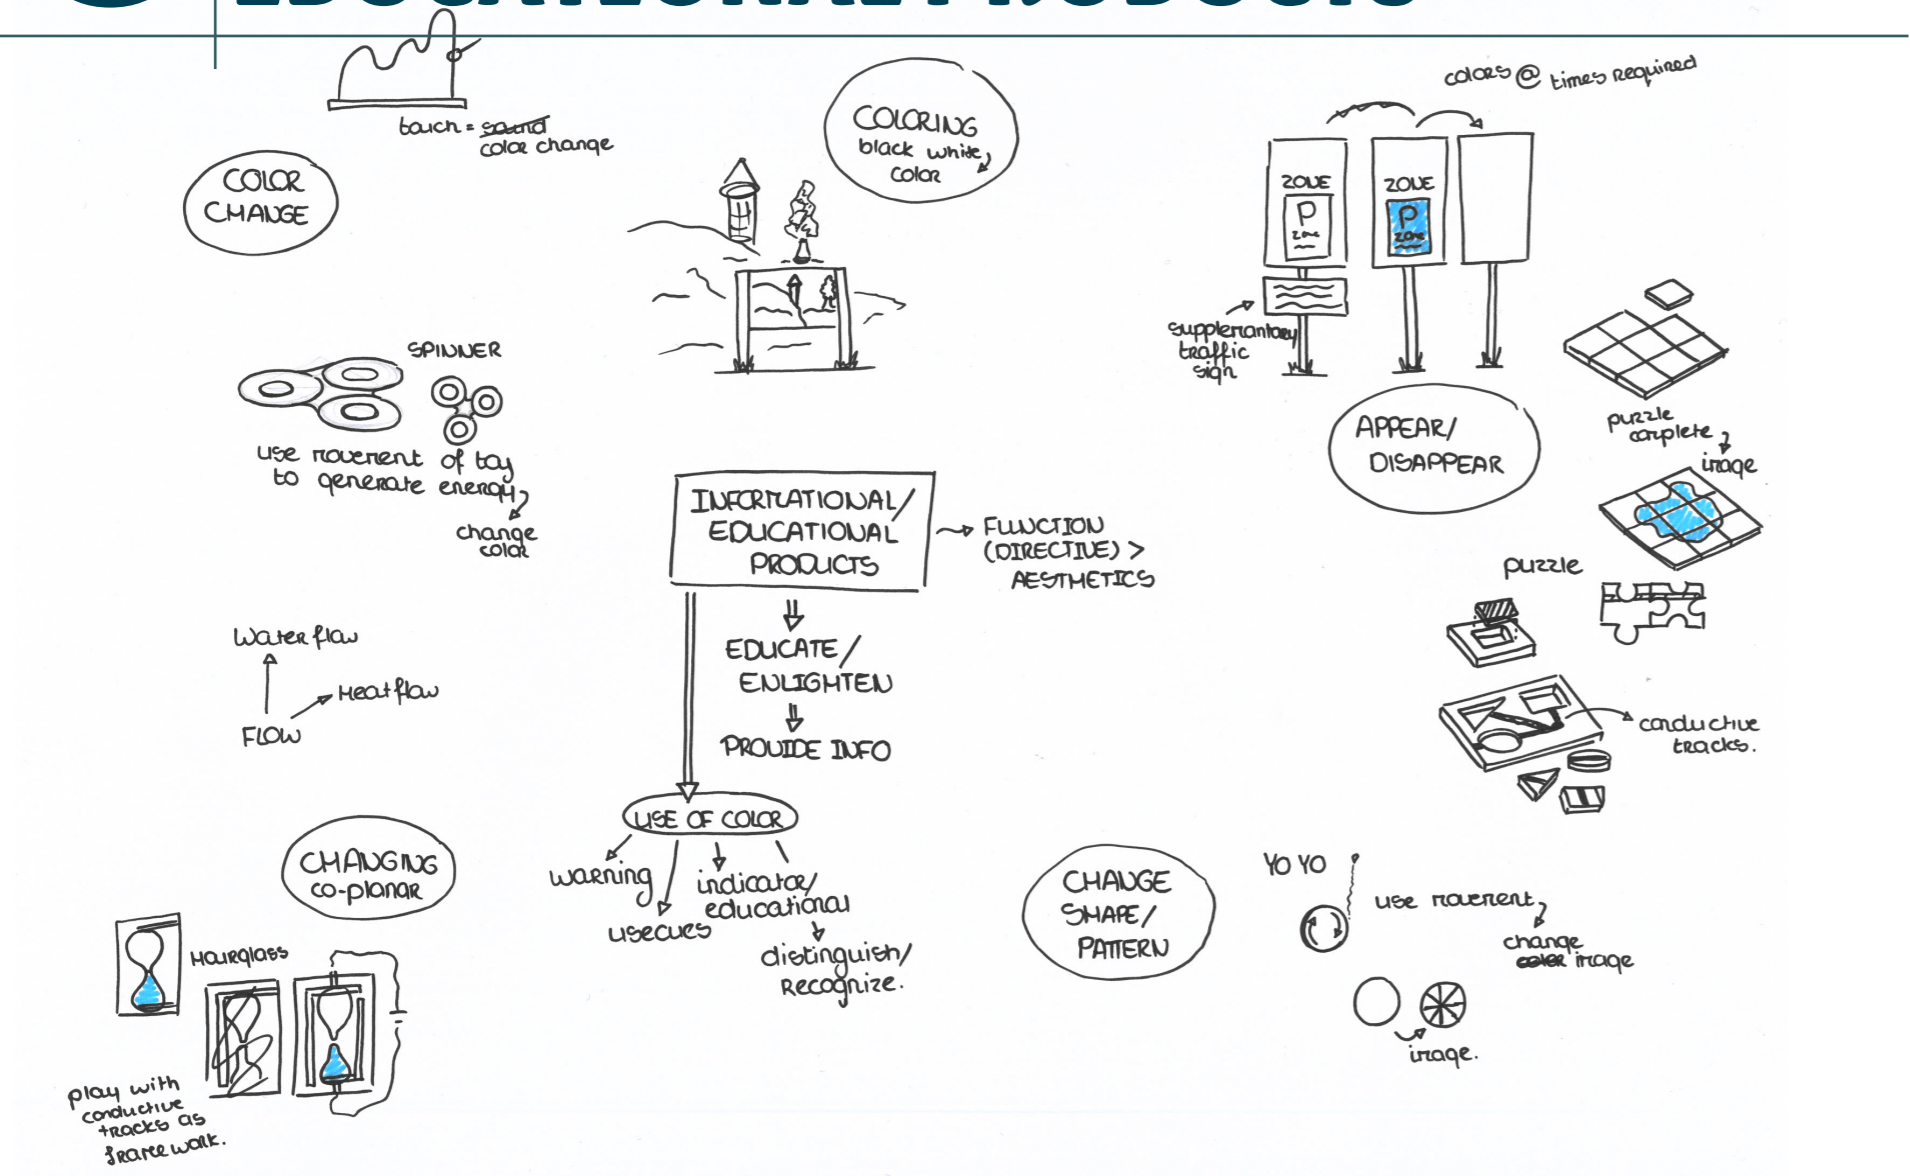 EDUCATIONAL PRODUCTS
touch = sound
color change
COLOR
CHANGE
COLORING
black white
color
colors @ times required
ZONE
P
zone
ZONE
P
zone
supplemantary
traffic
sign
APPEAR/
DISAPPEAR
puzzle
complete
image
SPINNER
use movement of toy
to generate energy
change
color
INFORMATIONAL/
EDUCATIONAL
PRODUCTS
FUNCTION
(DIRECTIVE) >
AESTHETICS
puzzle
Water flow
Heat flow
FLOW
EDUCATE/
ENLIGHTEN
PROVIDE INFO
conductive
tracks.
USE OF COLOR
warning
usecues
indicator/
educational
distinguish/
Recognize.
CHANGING
co-planar
Hourglass
play with
conductive
tracks as
framework.
CHANGE
SHAPE/
PATTERN
YO YO
use movement
change
color image
image.